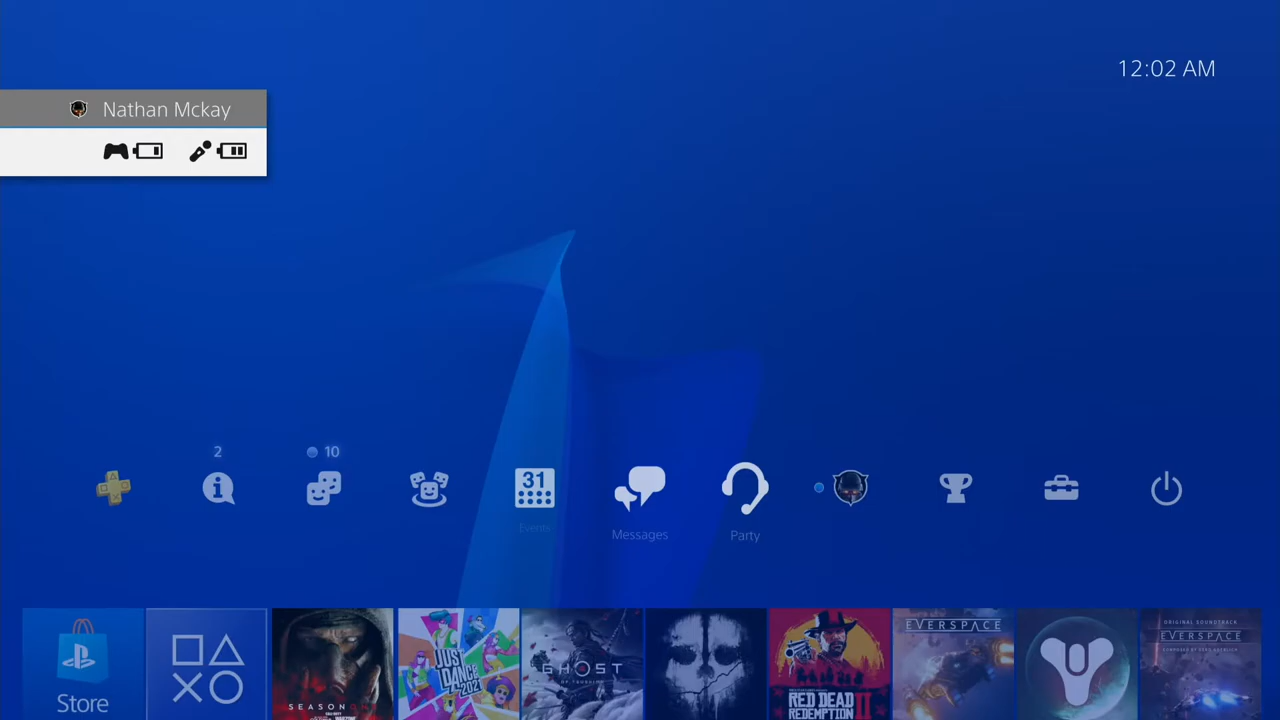 12:02 AM
Nathan Mckay
2
10
31
Events
Messages
Party
Store
SEASON
JUST
DANCE
2021
GHOST
RED DEAD
REDEMPTION II
EVERSPACE
ORIGINAL SOUNDTRACK
EVERSPACE